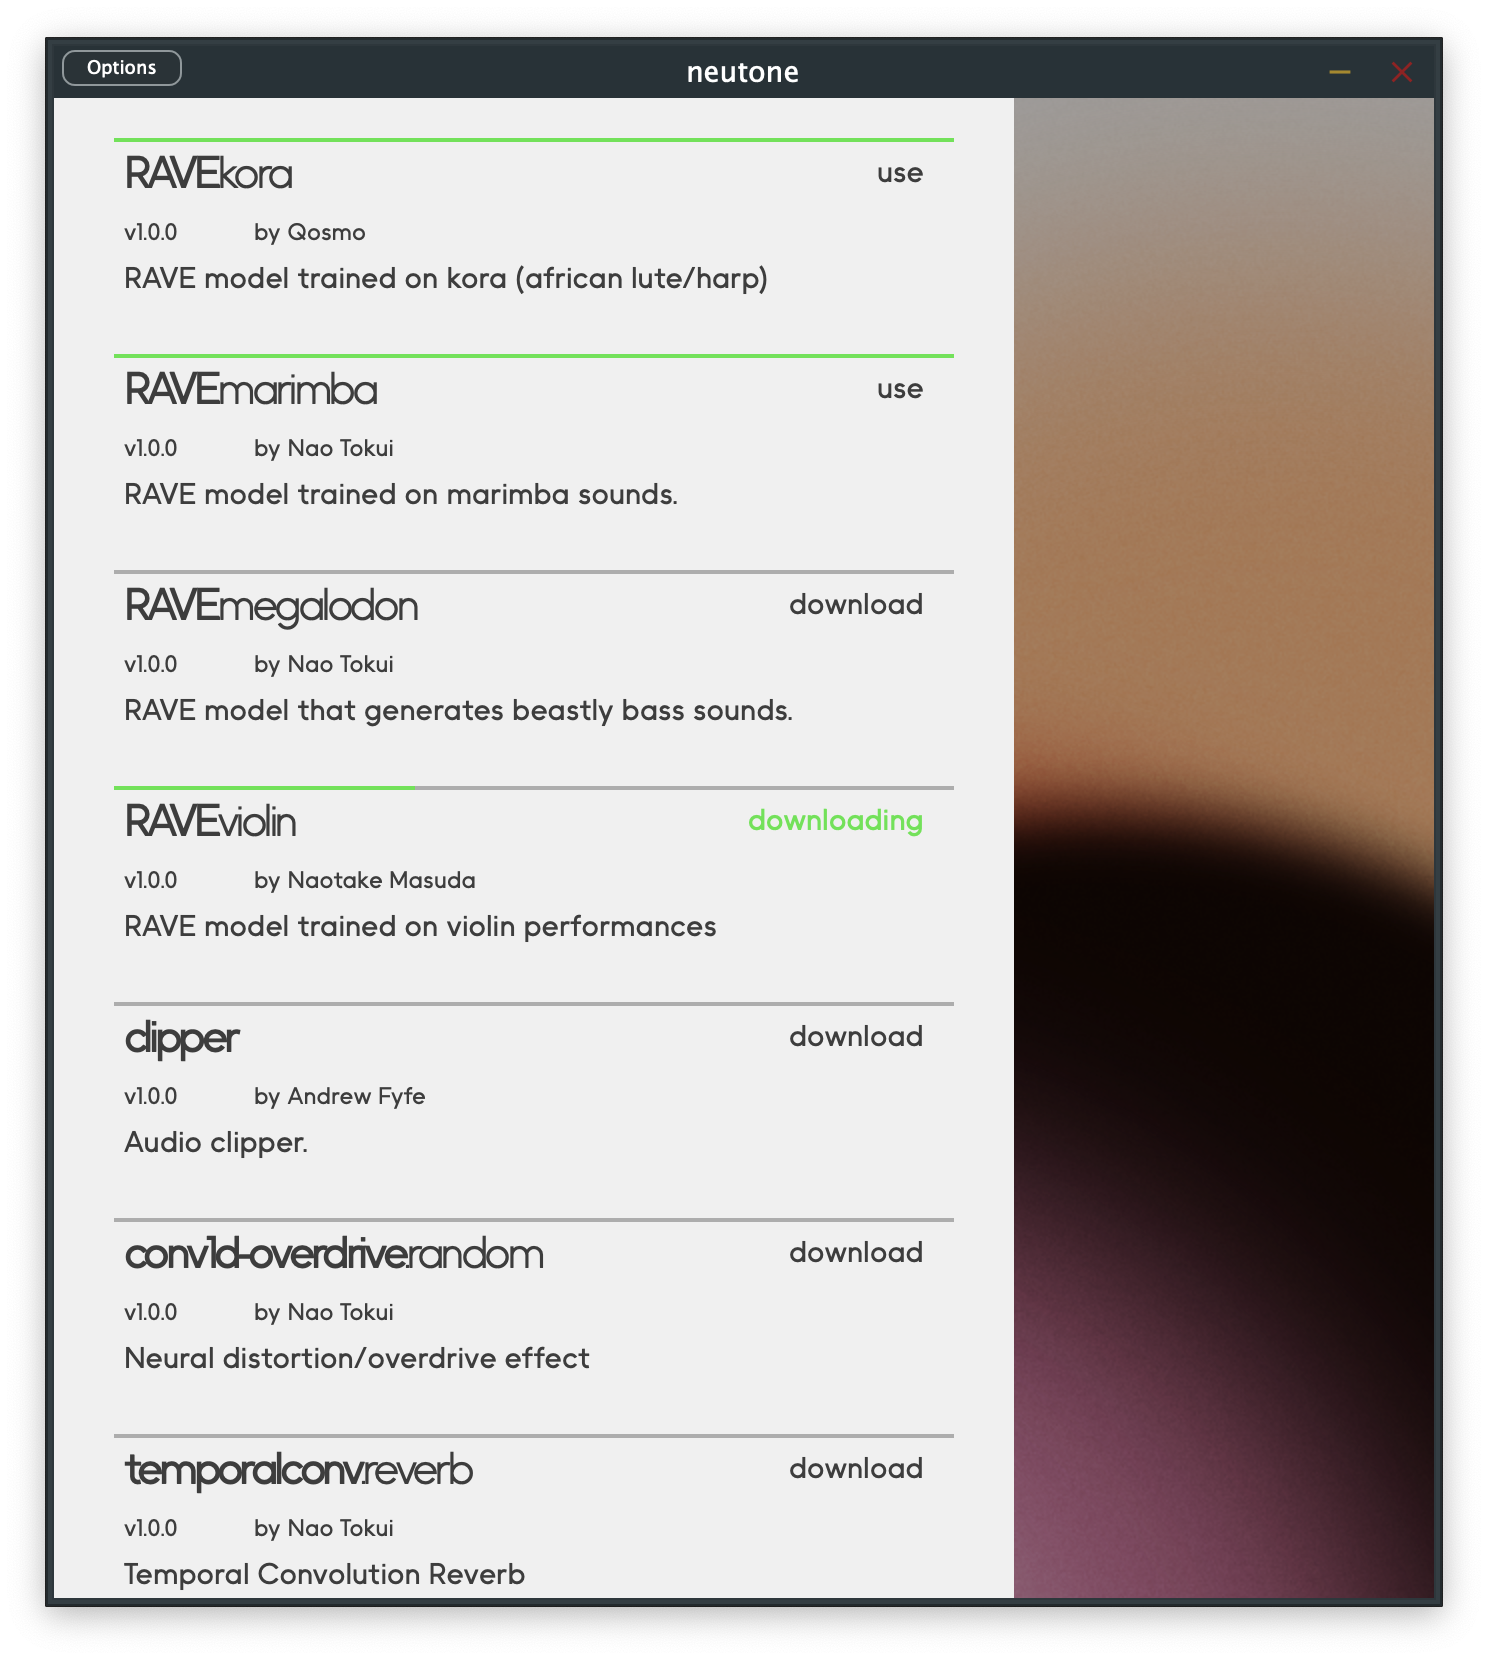 Options
neutone
RAVEkora
use
v1.0.0 by Qosmo
RAVE model trained on kora (african lute/harp)
RAVEmarimba
use
v1.0.0 by Nao Tokui
RAVE model trained on marimba sounds.
RAVEmegalodon
download
v1.0.0 by Nao Tokui
RAVE model that generates beastly bass sounds.
RAVEviolin
downloading
v1.0.0 by Naotake Masuda
RAVE model trained on violin performances
clipper
download
v1.0.0 by Andrew Fyfe
Audio clipper.
conv1d-overdrive.random
download
v1.0.0 by Nao Tokui
Neural distortion/overdrive effect
temporalconv.reverb
download
v1.0.0 by Nao Tokui
Temporal Convolution Reverb